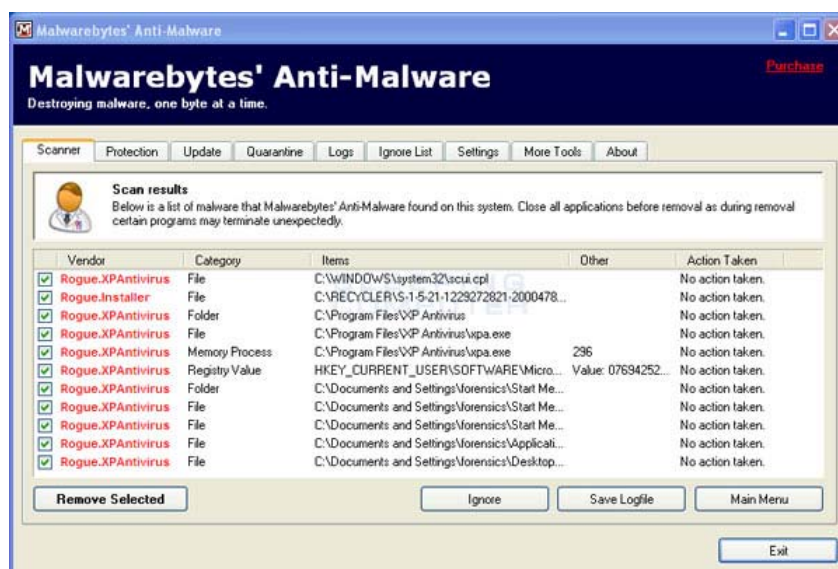 Malwarebytes' Anti-Malware
Malwarebytes' Anti-Malware
Purchase
Destroying malware, one byte at a time.
Scanner Protection Update Quarantine Logs Ignore List Settings More Tools About
Scan results
Below is a list of malware that Malwarebytes' Anti-Malware found on this system. Close all applications before removal as during removal
certain programs may terminate unexpectedly.
Vendor Category Items Other Action Taken
Rogue.XPAntivirus File C:\WINDOWS\system32\scui.cpl No action taken.
Rogue.Installer File C:\RECYCLER\S-1-5-21-1229272821-2000478... No action taken.
Rogue.XPAntivirus Folder C:\Program Files\XP Antivirus No action taken.
Rogue.XPAntivirus File C:\Program Files\XP Antivirus\xpa.exe No action taken.
Rogue.XPAntivirus Memory Process C:\Program Files\XP Antivirus\xpa.exe 296 No action taken.
Rogue.XPAntivirus Registry Value HKEY_CURRENT_USER\SOFTWARE\Micro... Value: 07694252... No action taken.
Rogue.XPAntivirus Folder C:\Documents and Settings\forensics\Start Me... No action taken.
Rogue.XPAntivirus File C:\Documents and Settings\forensics\Start Me... No action taken.
Rogue.XPAntivirus File C:\Documents and Settings\forensics\Start Me... No action taken.
Rogue.XPAntivirus File C:\Documents and Settings\forensics\Applicati... No action taken.
Rogue.XPAntivirus File C:\Documents and Settings\forensics\Desktop... No action taken.
Remove Selected Ignore Save Logfile Main Menu
Exit